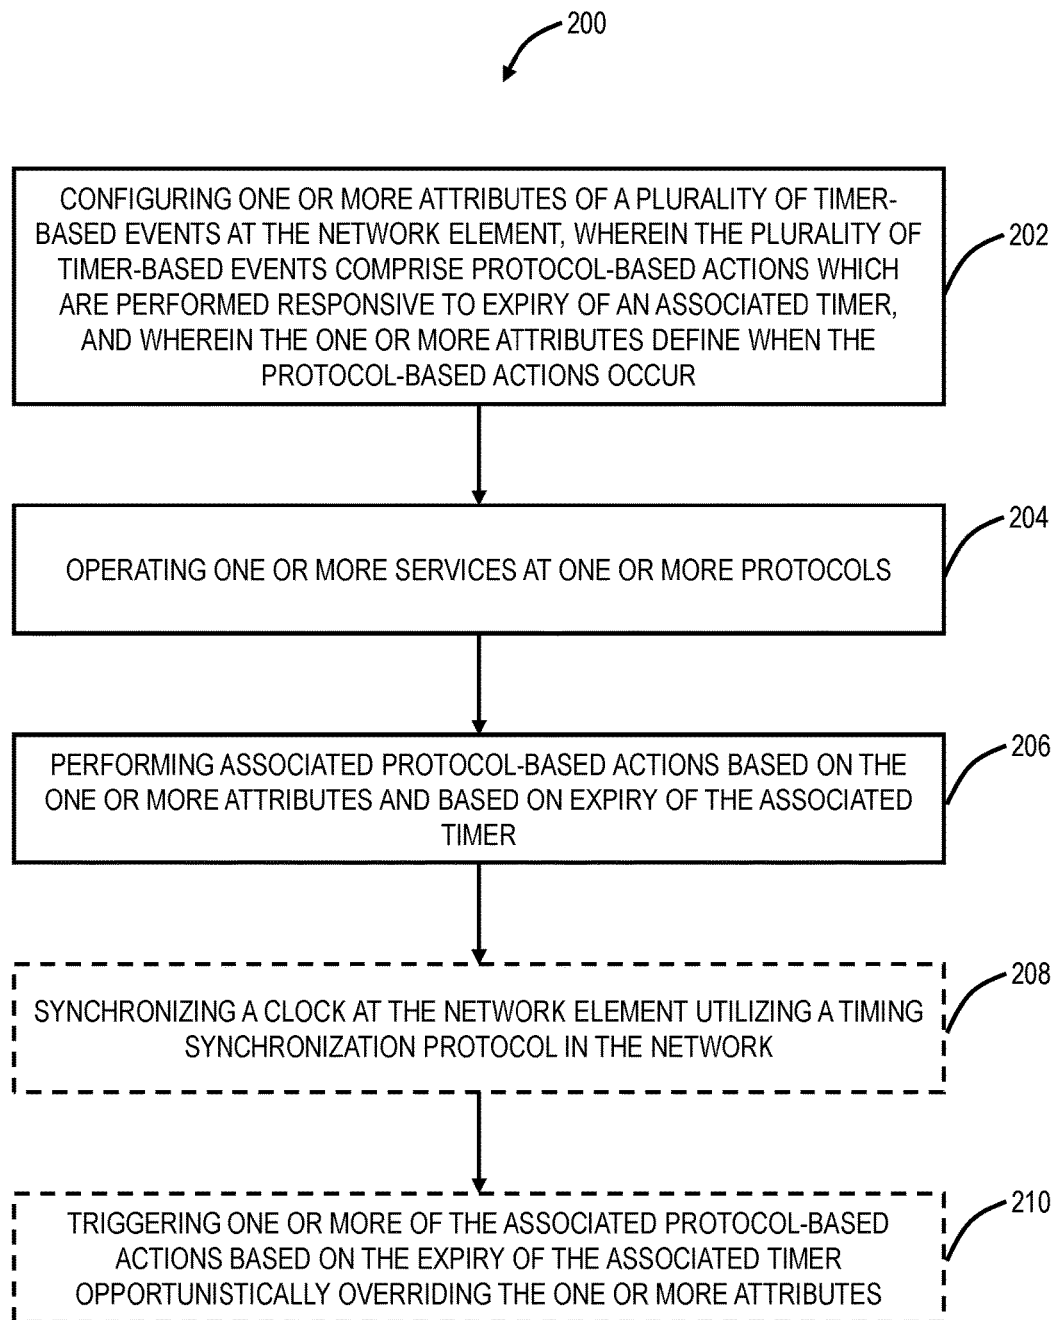 200
CONFIGURING ONE OR MORE ATTRIBUTES OF A PLURALITY OF TIMER-
BASED EVENTS AT THE NETWORK ELEMENT, WHEREIN THE PLURALITY OF
TIMER-BASED EVENTS COMPRISE PROTOCOL-BASED ACTIONS WHICH
ARE PERFORMED RESPONSIVE TO EXPIRY OF AN ASSOCIATED TIMER,
AND WHEREIN THE ONE OR MORE ATTRIBUTES DEFINE WHEN THE
PROTOCOL-BASED ACTIONS OCCUR
202
OPERATING ONE OR MORE SERVICES AT ONE OR MORE PROTOCOLS
204
PERFORMING ASSOCIATED PROTOCOL-BASED ACTIONS BASED ON THE
ONE OR MORE ATTRIBUTES AND BASED ON EXPIRY OF THE ASSOCIATED
TIMER
206
SYNCHRONIZING A CLOCK AT THE NETWORK ELEMENT UTILIZING A TIMING
SYNCHRONIZATION PROTOCOL IN THE NETWORK
208
TRIGGERING ONE OR MORE OF THE ASSOCIATED PROTOCOL-BASED
ACTIONS BASED ON THE EXPIRY OF THE ASSOCIATED TIMER
OPPORTUNISTICALLY OVERRIDING THE ONE OR MORE ATTRIBUTES
210